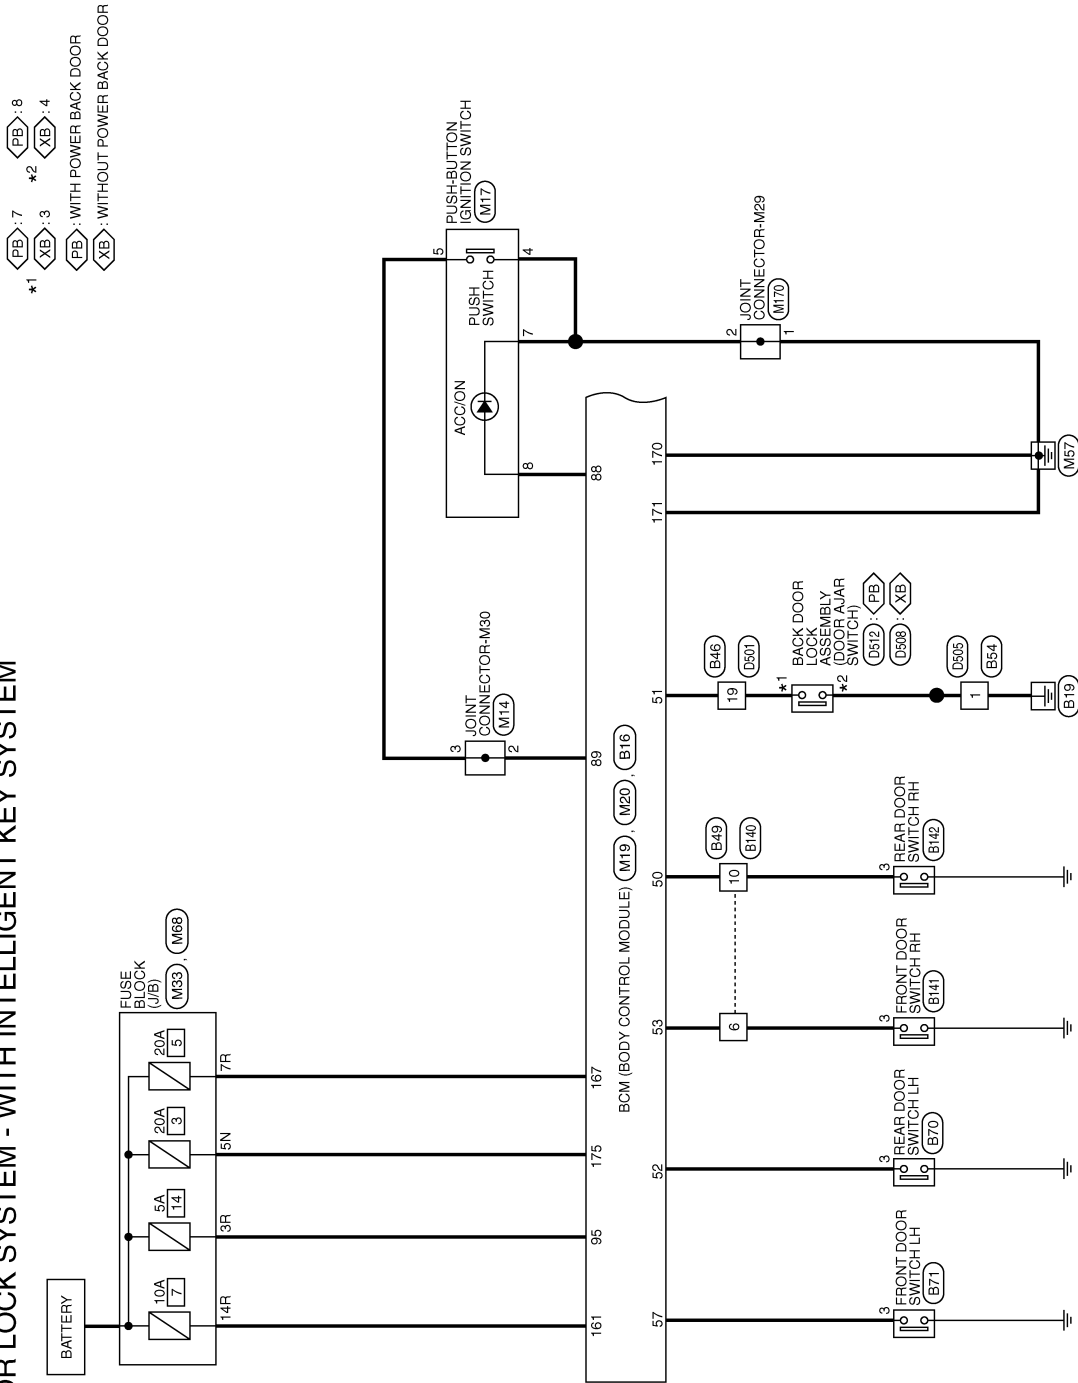 OR LOCK SYSTEM - WITH INTELLIGENT KEY SYSTEM
*1
PB : 7
XB : 3
*2
PB : 8
XB : 4
PB : WITH POWER BACK DOOR
XB : WITHOUT POWER BACK DOOR
BATTERY
FUSE
BLOCK
(J/B)
M33 , M68
10A
7
5A
14
20A
3
20A
5
14R
3R
5N
7R
PUSH-BUTTON
IGNITION SWITCH
M17
5
PUSH
SWITCH
4
ACC/ON
7
8
JOINT
CONNECTOR-M30
M14
3
2
161
95
175
167
89
88
BCM (BODY CONTROL MODULE) M19 , M20 , B16
57
52
53
50
51
171
170
JOINT
CONNECTOR-M29
M170
2
1
6
10
B49
B140
19
B46
D501
*1
*2
BACK DOOR
LOCK
ASSEMBLY
(DOOR AJAR
SWITCH)
D512 : PB
D508 : XB
1
D505
B54
B19
M57
3
FRONT DOOR
SWITCH LH
B71
3
REAR DOOR
SWITCH LH
B70
3
FRONT DOOR
SWITCH RH
B141
3
REAR DOOR
SWITCH RH
B142